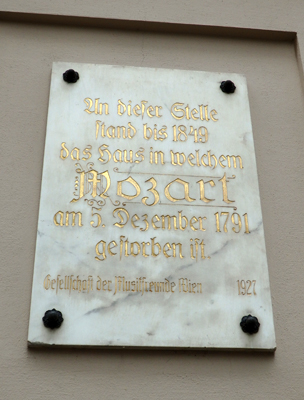 An dieser Stelle
stand bis 1849
das Haus in welchem
Mozart
am 5. Dezember 1791
gestorben ist.
Gesellschaft der Musikfreunde Wien 1927